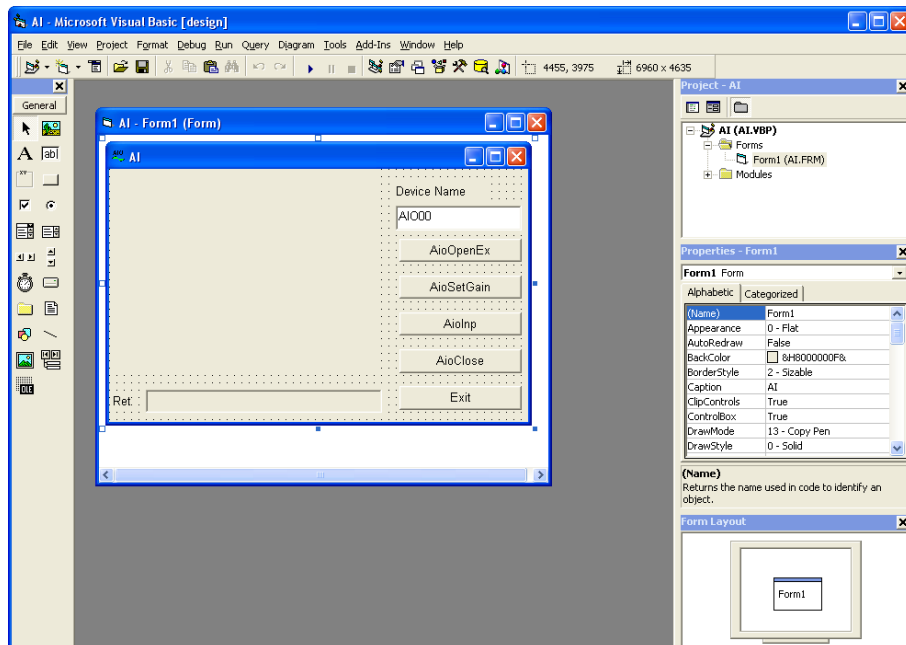 AI - Microsoft Visual Basic [design]
File Edit View Project Format Debug Run Query Diagram Tools Add-Ins Window Help
4455, 3975 6960 x 4635
General
A ab|
OLE
AI - Form1 (Form)
AI
Device Name
AIO00
AioOpenEx
AioSetGain
AioInp
AioClose
Ret. :
Exit
Project - AI
AI (AI.VBP)
Forms
Form1 (AI.FRM)
Modules
Properties - Form1
Form1 Form
Alphabetic Categorized
(Name) Form1
Appearance 0 - Flat
AutoRedraw False
BackColor &H8000000F&
BorderStyle 2 - Sizable
Caption AI
ClipControls True
ControlBox True
DrawMode 13 - Copy Pen
DrawStyle 0 - Solid
(Name)
Returns the name used in code to identify an
object.
Form Layout
Form1